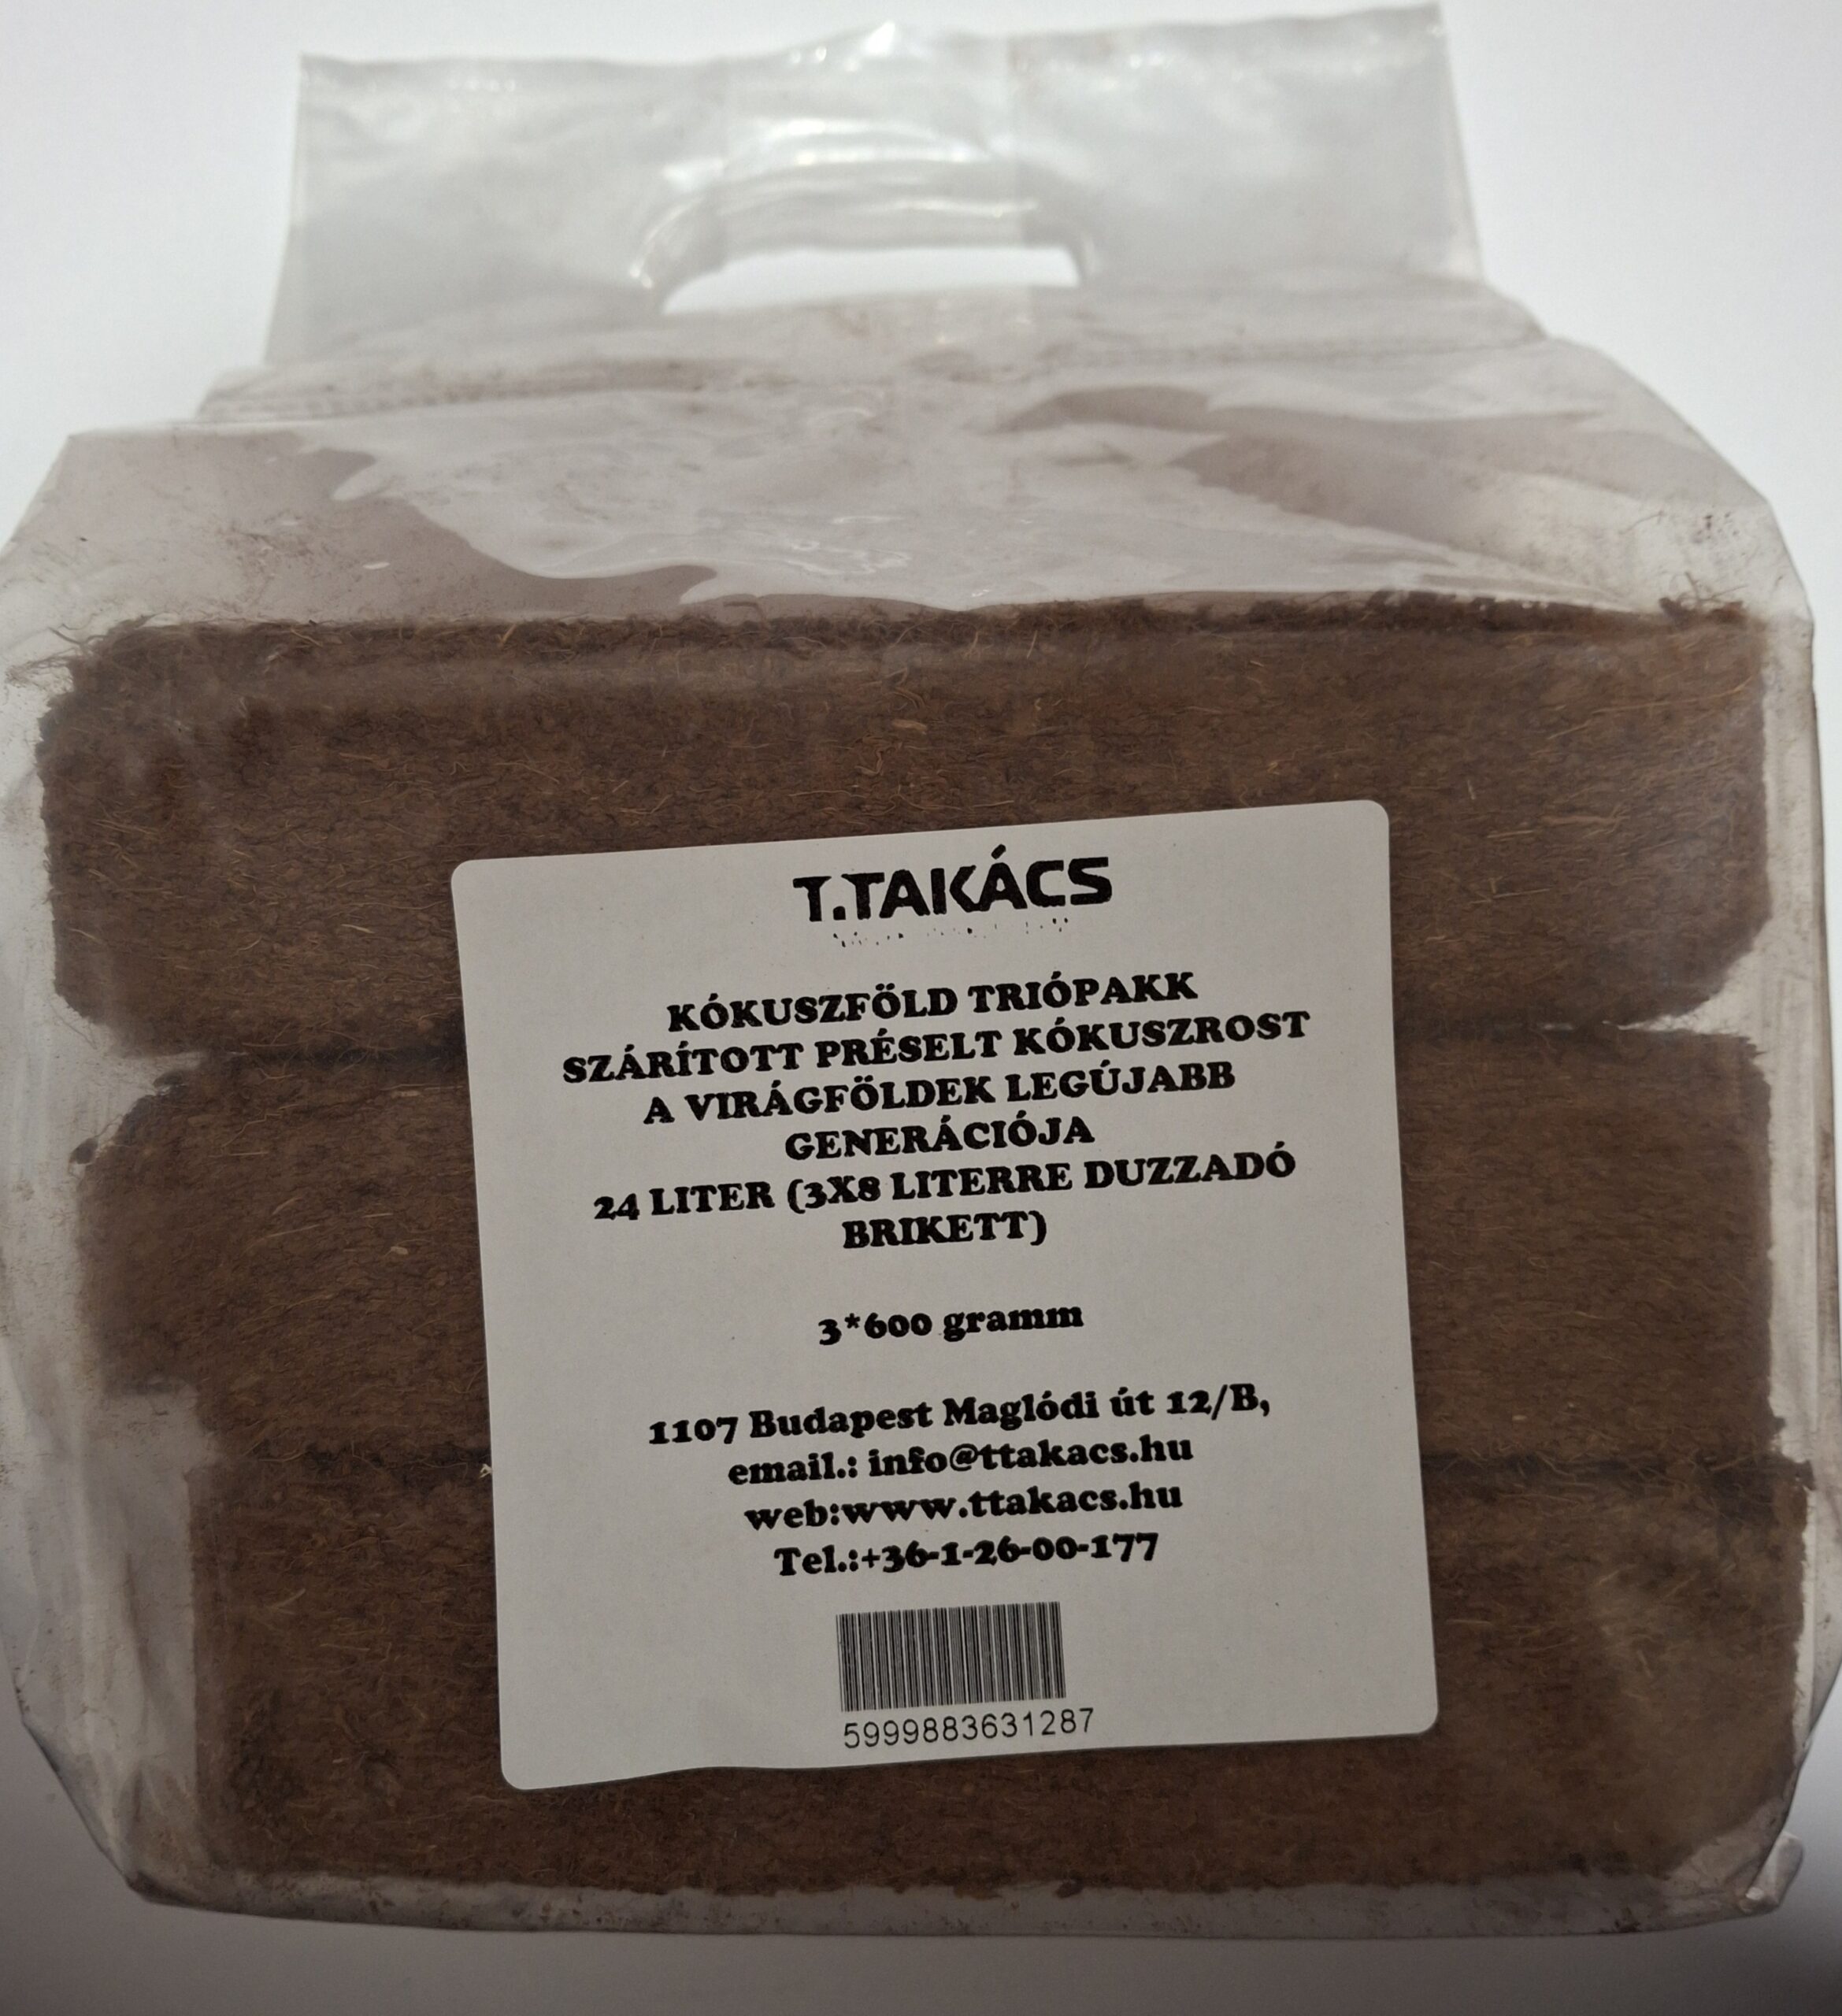 T.TAKÁCS
KÓKUSZFÖLD TRIÓPAKK
SZÁRÍTOTT PRÉSELT KÓKUSZROST
A VIRÁGFÖLDEK LEGÚJABB
GENERÁCIÓJA
24 LITER (3X8 LITERRE DUZZADÓ
BRIKETT)
3*600 gramm
1107 Budapest Maglódi út 12/B,
email.: info@ttakacs.hu
web:www.ttakacs.hu
Tel.:+36-1-26-00-177
5999883631287